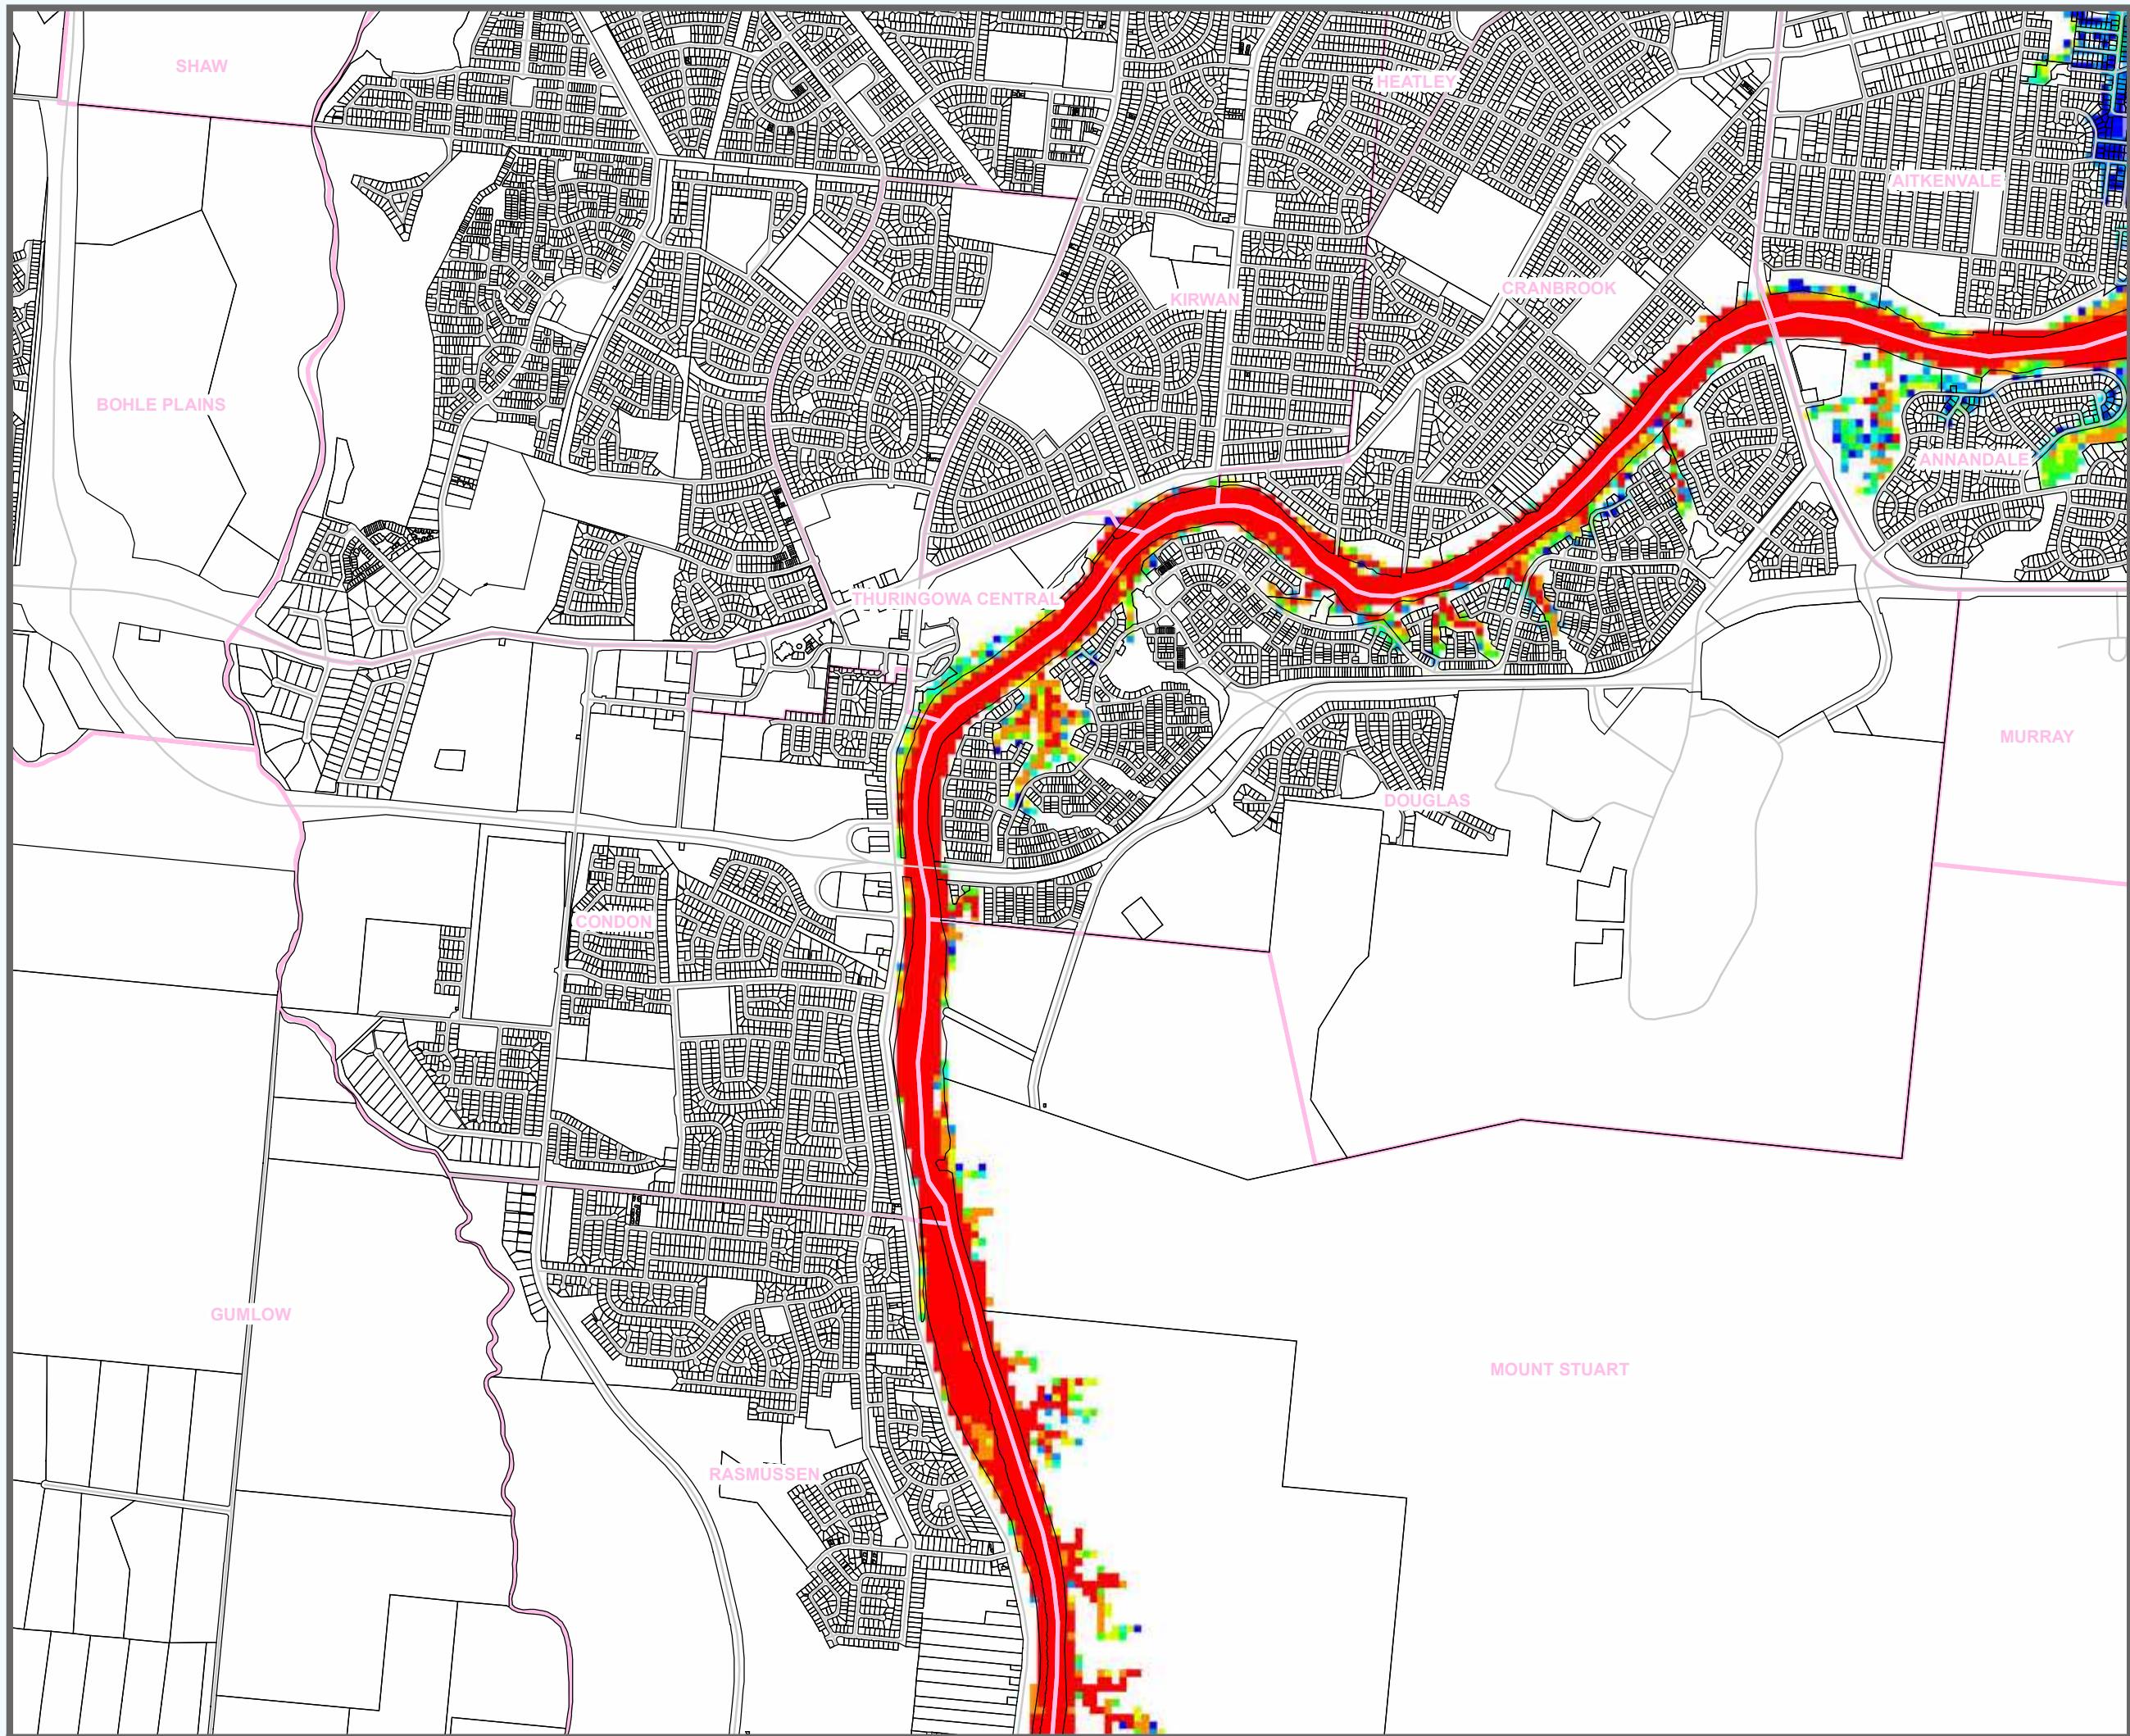 SHAW
HEATLEY
AITKENVALE
CRANBROOK
KIRWAN
BOHLE PLAINS
ANNANDALE
THURINGOWA CENTRAL
MURRAY
DOUGLAS
CONDON
GUMLOW
MOUNT STUART
RASMUSSEN